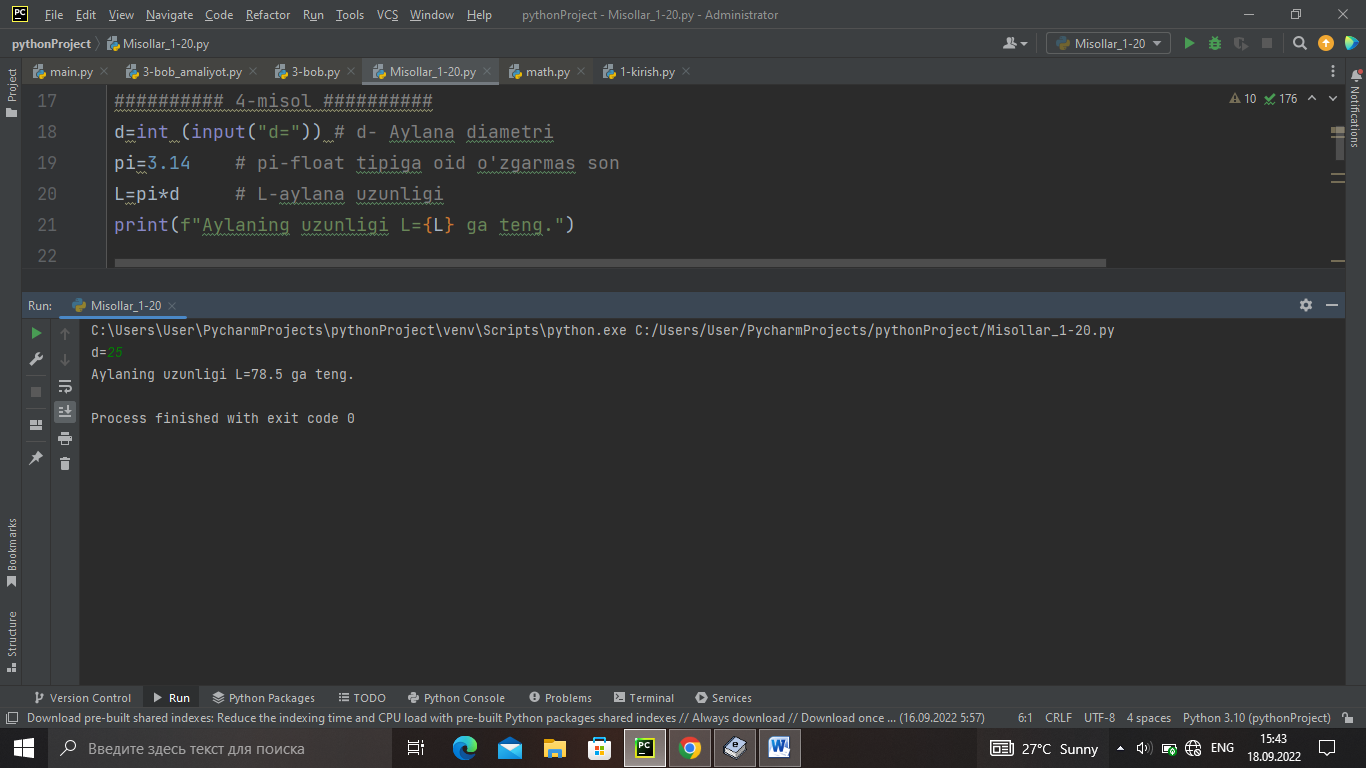 File Edit View Navigate Code Refactor Run Tools VCS Window Help pythonProject - Misollar_1-20.py - Administrator
pythonProject Misollar_1-20.py Misollar_1-20
main.py 3-bob_amaliyot.py 3-bob.py Misollar_1-20.py math.py 1-kirish.py
Project
Notifications
10 176
17 ########## 4-misol ##########
18 d=int (input("d=")) # d- Aylana diametri
19 pi=3.14 # pi-float tipiga oid o'zgarmas son
20 L=pi*d # L-aylana uzunligi
21 print(f"Aylaning uzunligi L={L} ga teng.")
22
Run: Misollar_1-20
C:\Users\User\PycharmProjects\pythonProject\venv\Scripts\python.exe C:/Users/User/PycharmProjects/pythonProject/Misollar_1-20.py
d=25
Aylaning uzunligi L=78.5 ga teng.
Process finished with exit code 0
Bookmarks
Structure
Version Control Run Python Packages TODO Python Console Problems Terminal Services
Download pre-built shared indexes: Reduce the indexing time and CPU load with pre-built Python packages shared indexes // Always download // Download once ... (16.09.2022 5:57) 6:1 CRLF UTF-8 4 spaces Python 3.10 (pythonProject)
Введите здесь текст для поиска PC W 27°C Sunny ENG 15:43
18.09.2022